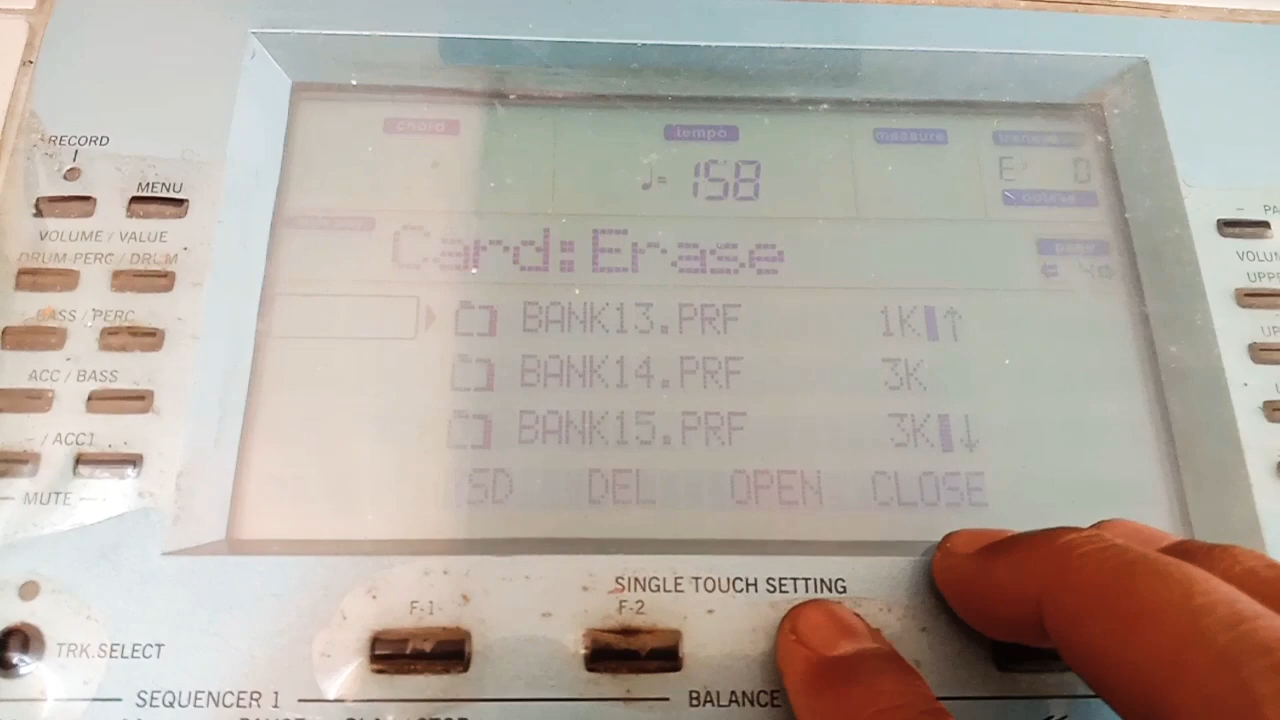 RECORD
MENU
VOLUME / VALUE
DRUM-PERC / DRUM
BASS / PERC
ACC / BASS
- / ACC1
MUTE
chord
tempo
measure
♩= 158
0
Card:Erase
page
BANK13.PRF 1K↑
BANK14.PRF 3K
BANK15.PRF 3K↓
SD DEL OPEN CLOSE
SINGLE TOUCH SETTING
F-1
F-2
TRK.SELECT
SEQUENCER 1
BALANCE